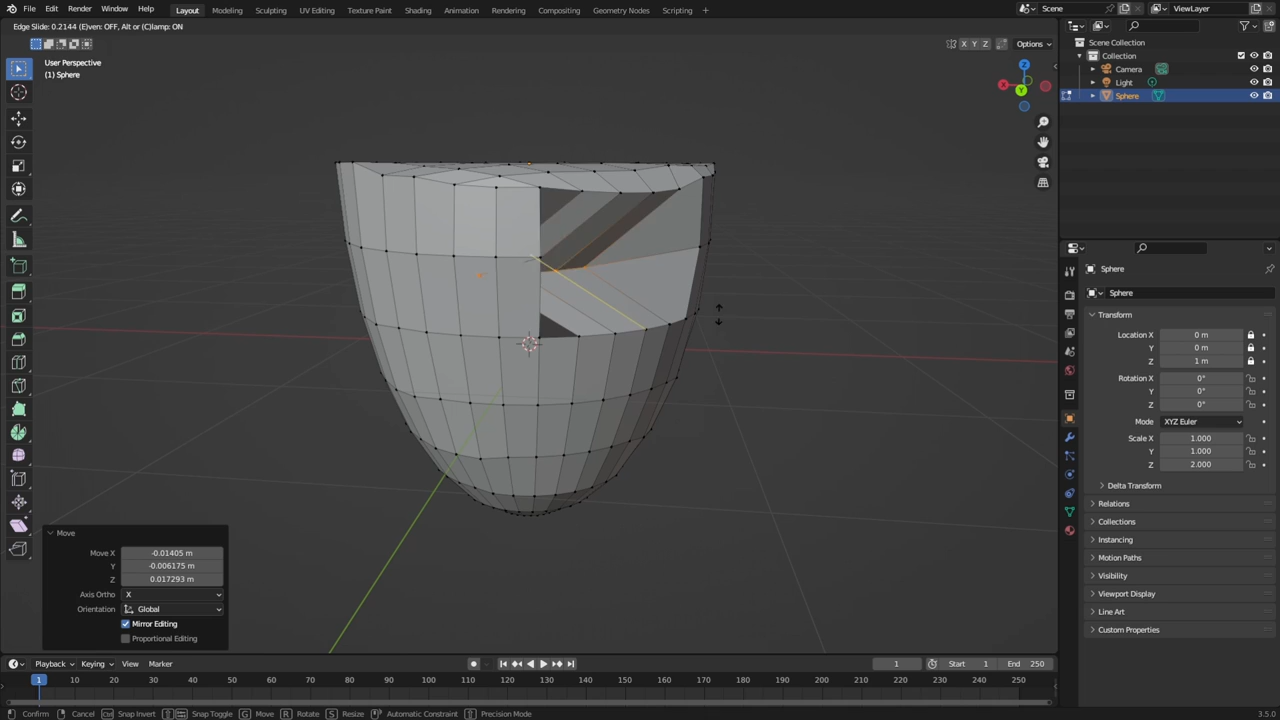 File Edit Render Window Help Layout Modeling Sculpting UV Editing Texture Paint Shading Animation Rendering Compositing Geometry Nodes Scripting + Scene ViewLayer
Edge Slide: 0.2144 (E)ven: OFF, Alt or (C)lamp: ON
X Y Z Options
User Perspective
(1) Sphere
Z
X
Y
Scene Collection
Collection
Camera
Light
Sphere
Sphere
Sphere
Transform
Location X 0 m
Y 0 m
Z 1 m
Rotation X 0°
Y 0°
Z 0°
Mode XYZ Euler
Scale X 1.000
Y 1.000
Z 2.000
Delta Transform
Relations
Collections
Instancing
Motion Paths
Visibility
Viewport Display
Line Art
Custom Properties
Move
Move X -0.01405 m
Y -0.006175 m
Z 0.017293 m
Axis Ortho X
Orientation Global
Mirror Editing
Proportional Editing
Playback Keying View Marker 1 Start 1 End 250
1 10 20 30 40 50 60 70 80 90 100 110 120 130 140 150 160 170 180 190 200 210 220 230 240 250
Confirm Cancel Snap Invert Snap Toggle G Move R Rotate S Resize Automatic Constraint Precision Mode 3.5.0